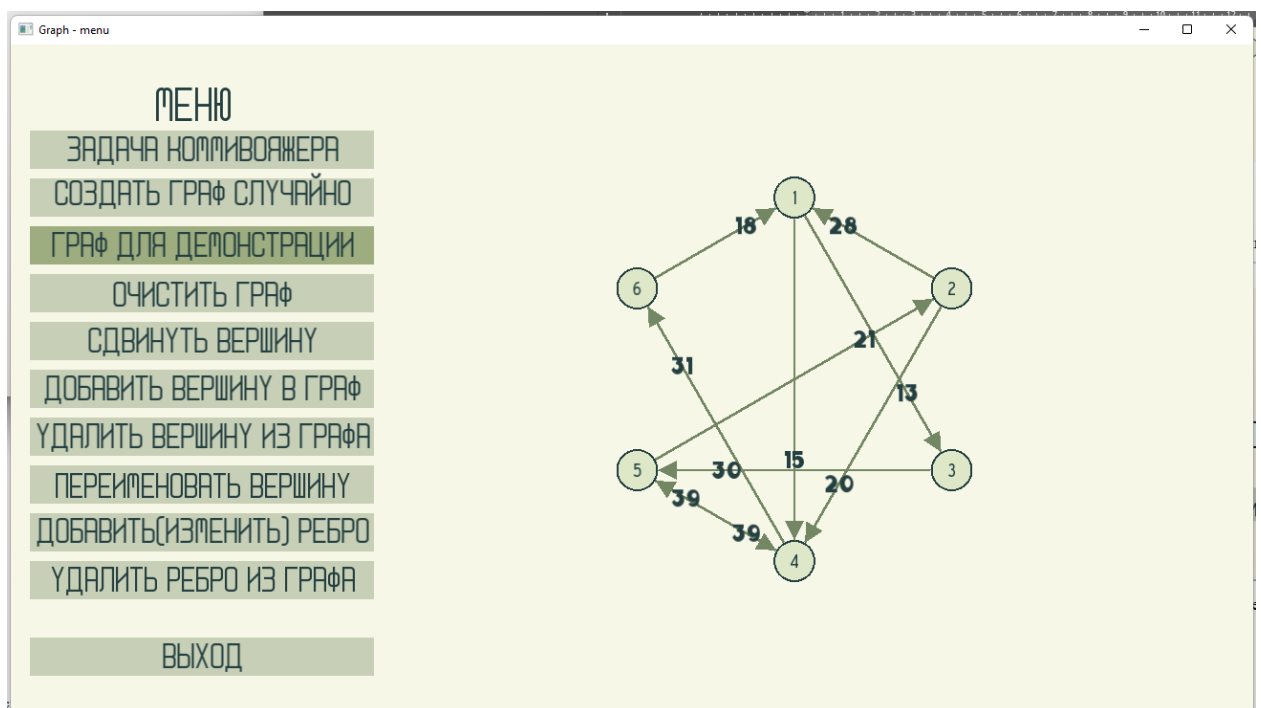 Graph - menu
МЕНЮ
ЗАДАЧА КОММИВОЯЖЕРА
СОЗДАТЬ ГРАФ СЛУЧАЙНО
ГРАФ ДЛЯ ДЕМОНСТРАЦИИ
ОЧИСТИТЬ ГРАФ
СДВИНУТЬ ВЕРШИНУ
ДОБАВИТЬ ВЕРШИНУ В ГРАФ
УДАЛИТЬ ВЕРШИНУ ИЗ ГРАФА
ПЕРЕИМЕНОВАТЬ ВЕРШИНУ
ДОБАВИТЬ(ИЗМЕНИТЬ) РЕБРО
УДАЛИТЬ РЕБРО ИЗ ГРАФА
ВЫХОД
1
18
28
6
2
21
31
13
15
5
30
3
20
39
39
4